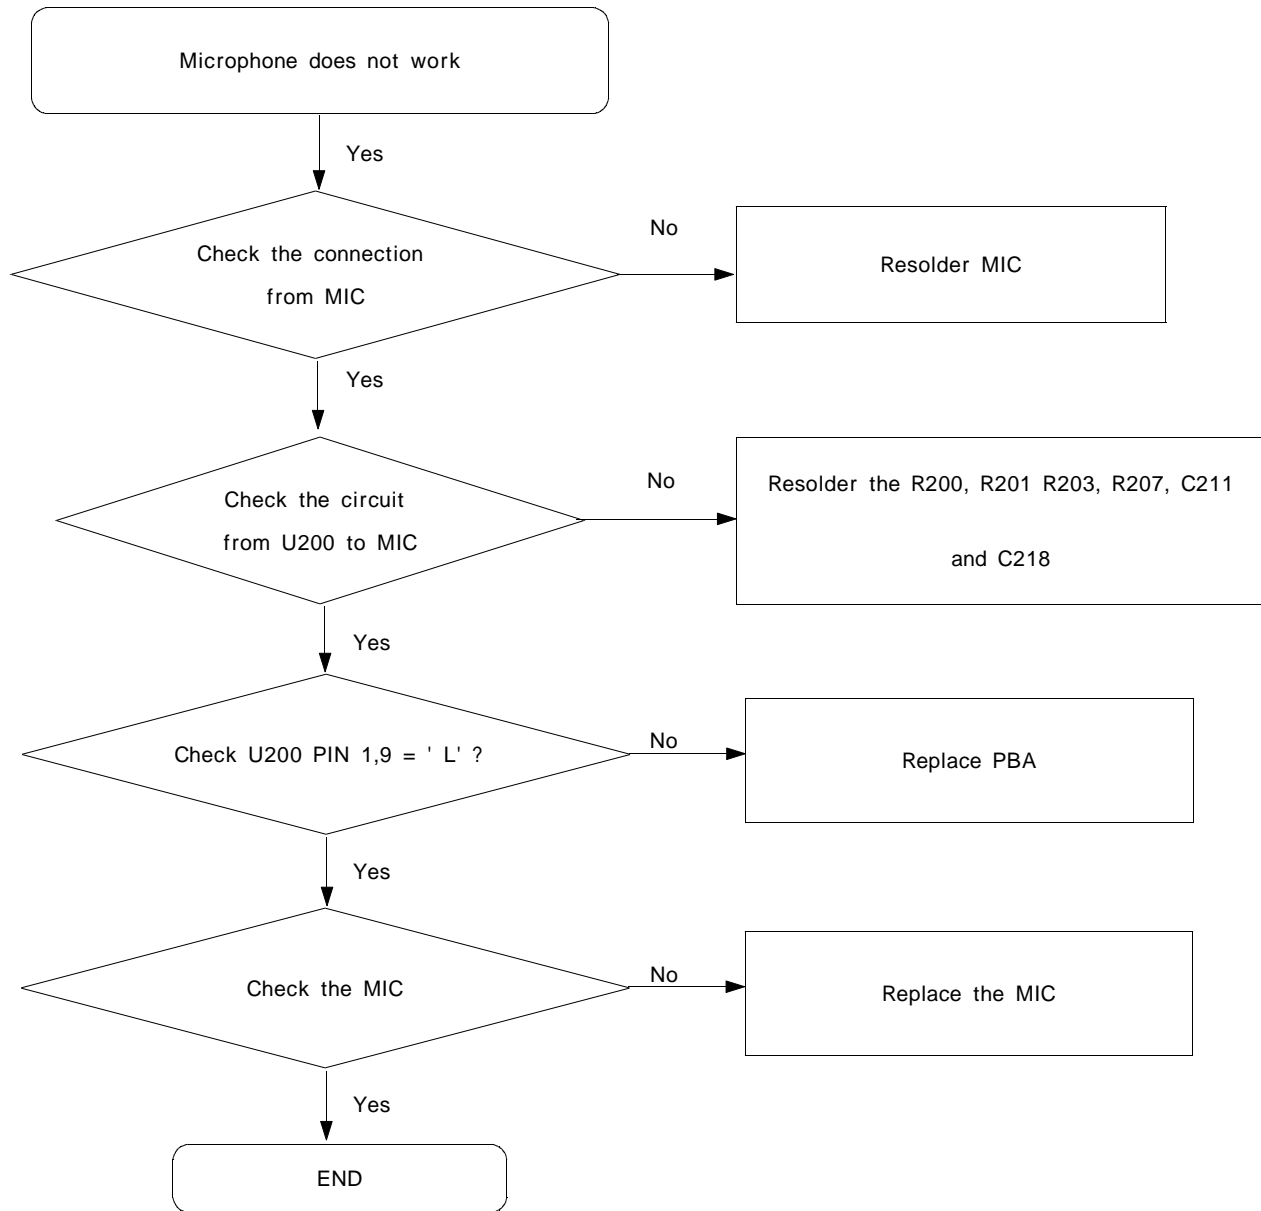 Microphone does not work
Yes
Check the connection
from MIC
No
Resolder MIC
Yes
Check the circuit
from U200 to MIC
No
Resolder the R200, R201 R203, R207, C211
and C218
Yes
Check U200 PIN 1,9 = ' L' ?
No
Replace PBA
Yes
Check the MIC
No
Replace the MIC
Yes
END